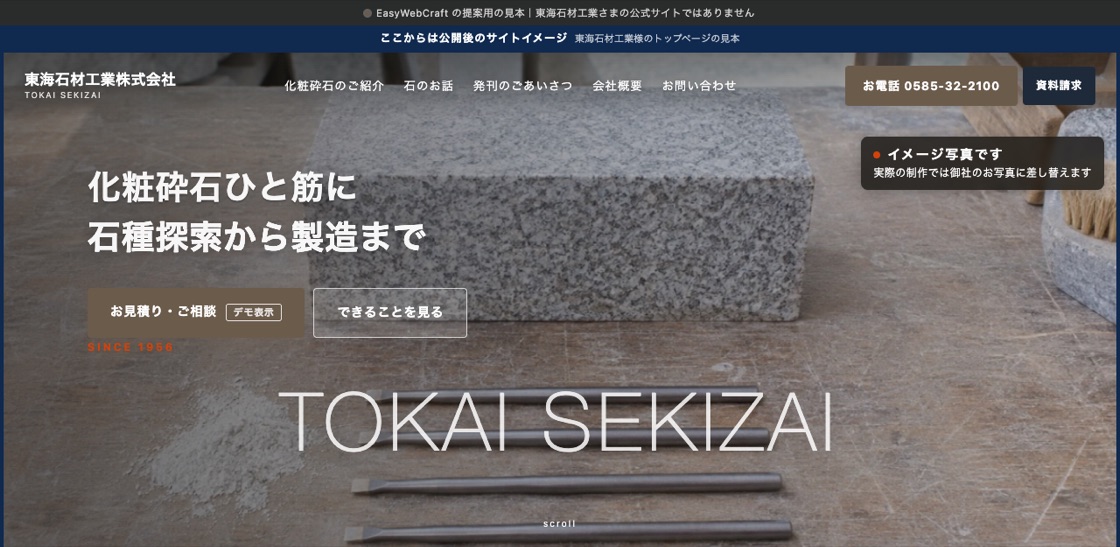 EasyWebCraft の提案用の見本｜東海石材工業さまの公式サイトではありません
ここからは公開後のサイトイメージ 東海石材工業様のトップページの見本
東海石材工業株式会社
TOKAI SEKIZAI
化粧砕石のご紹介 石のお話 発刊のごあいさつ 会社概要 お問い合わせ
お電話 0585-32-2100
資料請求
イメージ写真です
実際の制作では御社のお写真に差し替えます
化粧砕石ひと筋に
石種探索から製造まで
お見積り・ご相談 デモ表示
できることを見る
SINCE 1966
TOKAI SEKIZAI
scroll